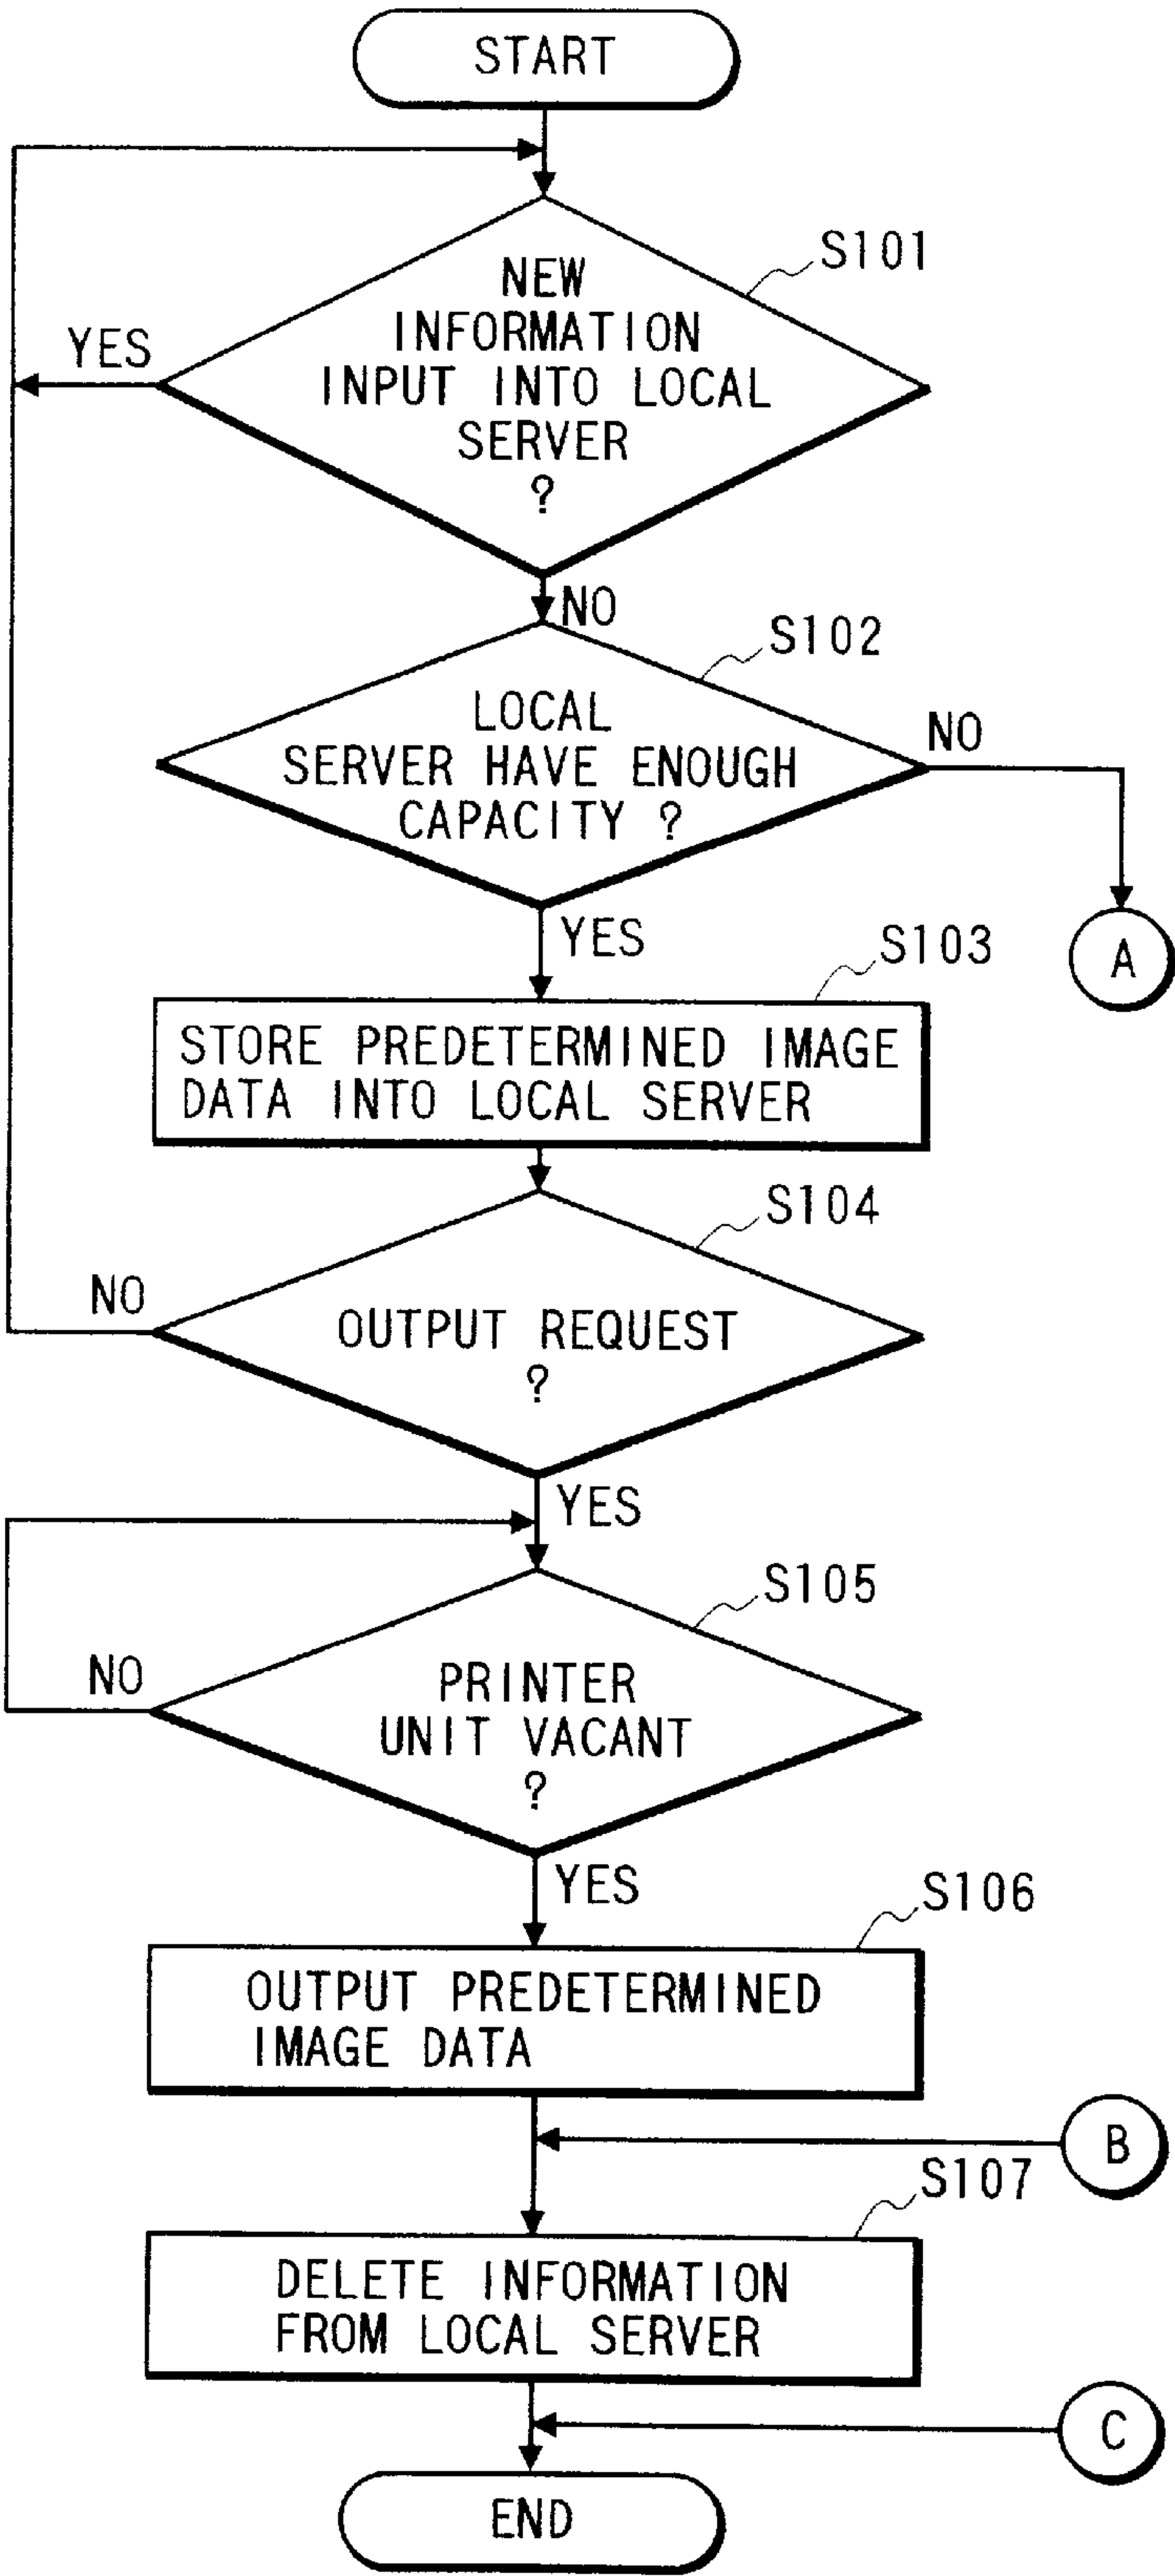 START
S101
NEW
INFORMATION
INPUT INTO LOCAL
SERVER
?
YES
NO
S102
LOCAL
SERVER HAVE ENOUGH
CAPACITY ?
NO
YES
A
S103
STORE PREDETERMINED IMAGE
DATA INTO LOCAL SERVER
S104
OUTPUT REQUEST
?
NO
YES
S105
PRINTER
UNIT VACANT
?
NO
YES
S106
OUTPUT PREDETERMINED
IMAGE DATA
B
S107
DELETE INFORMATION
FROM LOCAL SERVER
C
END